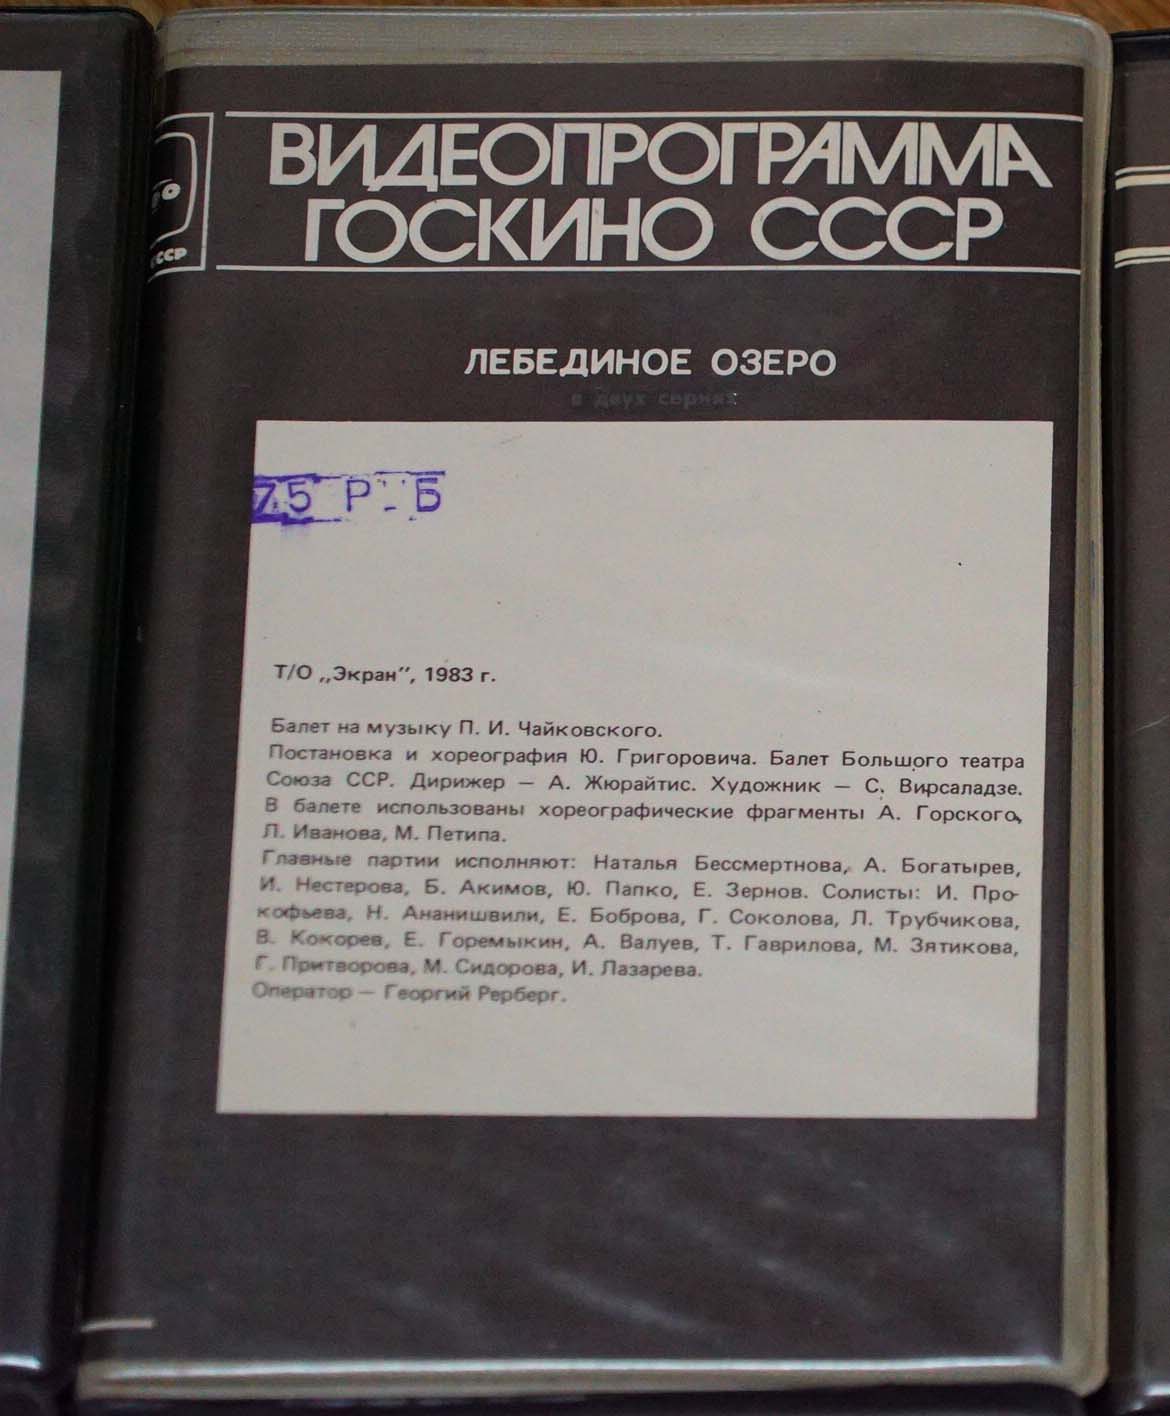 ВИДЕОПРОГРАММА
ГОСКИНО СССР
ЛЕБЕДИНОЕ ОЗЕРО
в двух сериях
75 Р Б
Т/О „Экран”, 1983 г.
Балет на музыку П. И. Чайковского.
Постановка и хореография Ю. Григоровича. Балет Большого театра
Союза ССР. Дирижер — А. Жюрайтис. Художник — С. Вирсаладзе.
В балете использованы хореографические фрагменты А. Горского,
Л. Иванова, М. Петипа.
Главные партии исполняют: Наталья Бессмертнова, А. Богатырев,
И. Нестерова, Б. Акимов, Ю. Папко, Е. Зернов. Солисты: И. Про-
кофьева, Н. Ананишвили, Е. Боброва, Г. Соколова, Л. Трубчикова,
В. Кокорев, Е. Горемыкин, А. Валуев, Т. Гаврилова, М. Зятикова,
Г. Притворова, М. Сидорова, И. Лазарева.
Оператор — Георгий Рерберг.